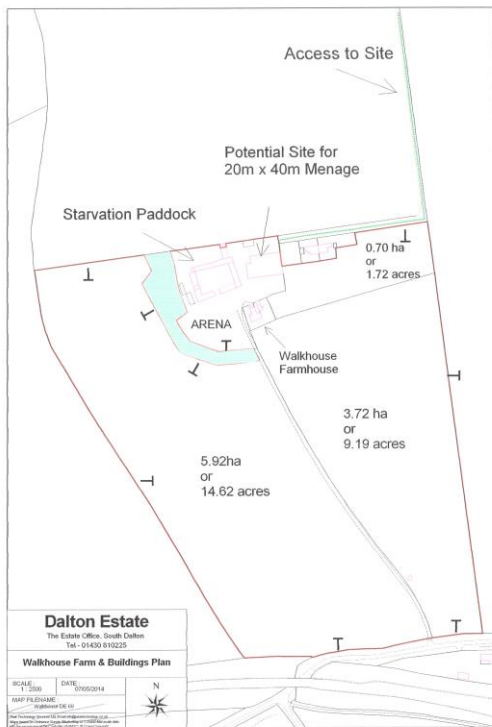 Access to Site
Potential Site for
20m x 40m Menage
Starvation Paddock
0.70 ha
or
1.72 acres
ARENA
Walkhouse
Farmhouse
3.72 ha
or
9.19 acres
5.92ha
or
14.62 acres
Dalton Estate
The Estate Office, South Dalton
Tel - 01430 810225
Walkhouse Farm & Buildings Plan
SCALE :
1 : 2500
DATE :
07/05/2014
N
MAP FILENAME :